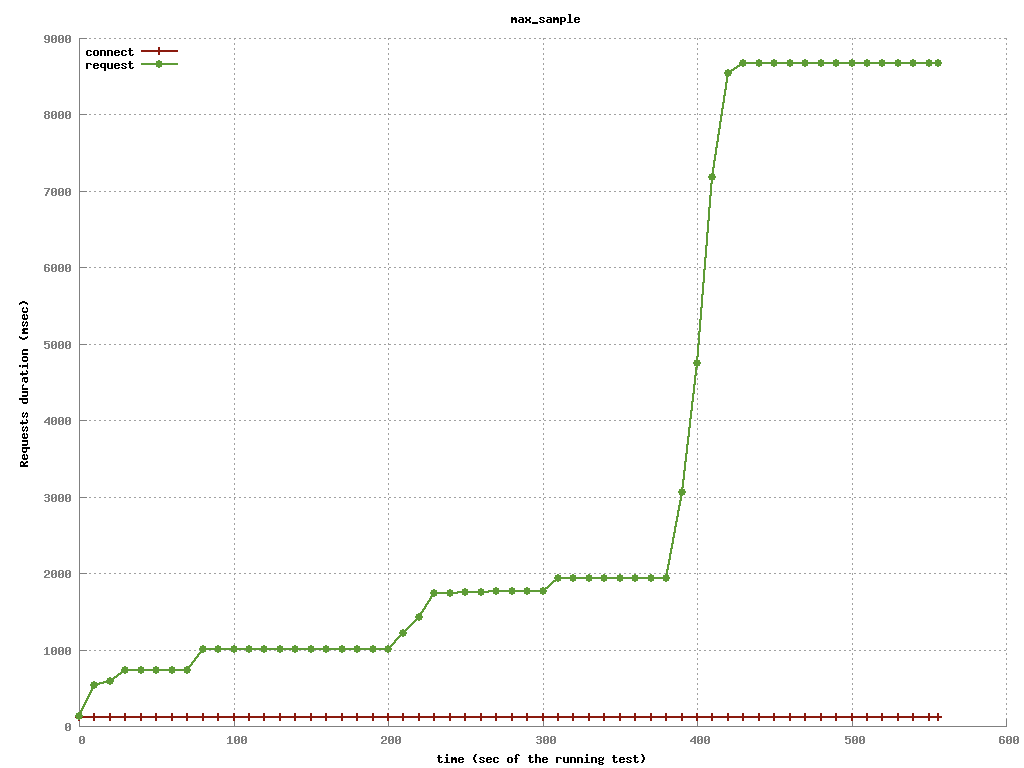 max_sample
connect
request
9000
8000
7000
6000
5000
4000
3000
2000
1000
0
Requests duration (msec)
0 100 200 300 400 500 600
time (sec of the running test)